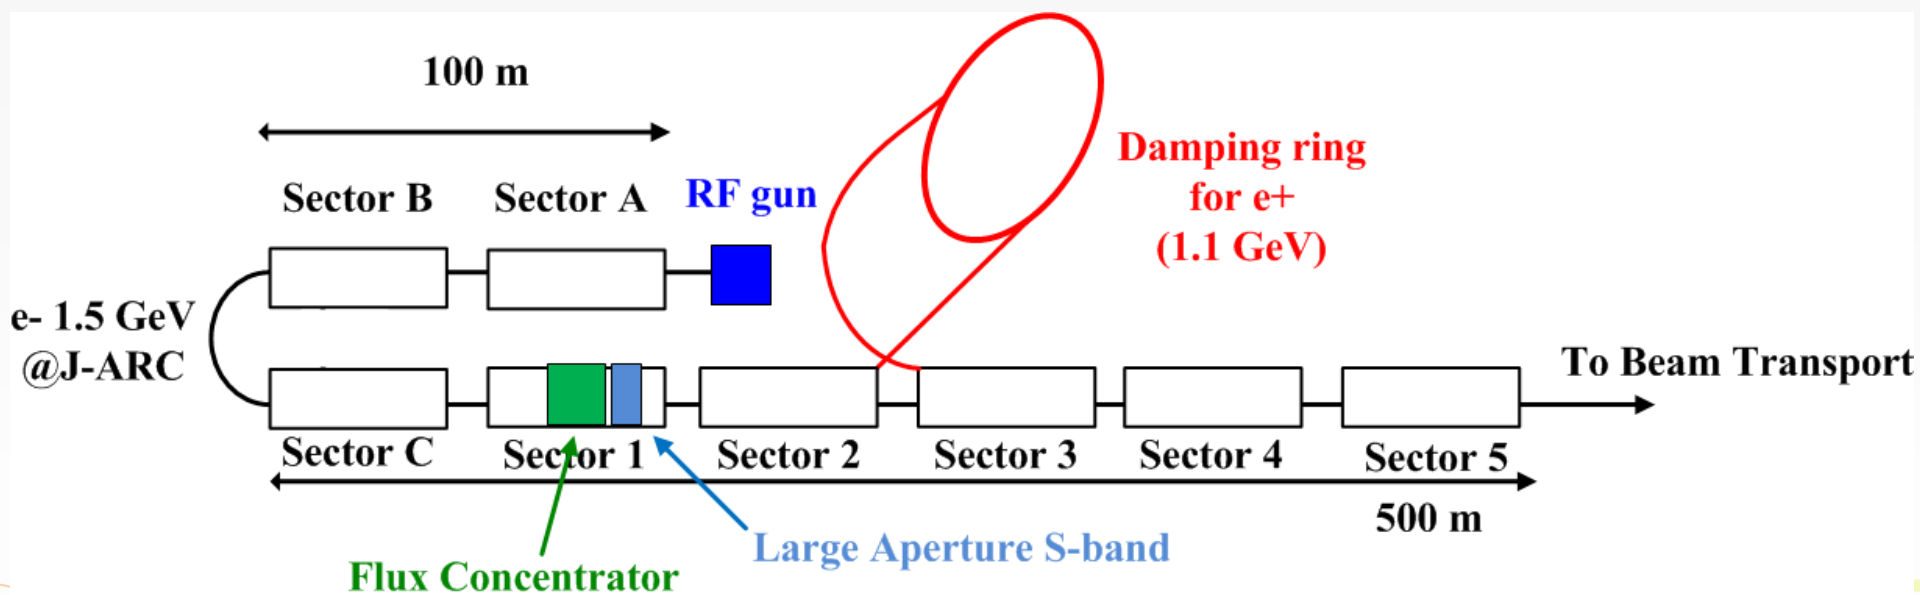 100 m
Sector B
Sector A
RF gun
Damping ring
for e+
(1.1 GeV)
e- 1.5 GeV
@J-ARC
To Beam Transport
Sector C
Sector 1
Sector 2
Sector 3
Sector 4
Sector 5
500 m
Large Aperture S-band
Flux Concentrator